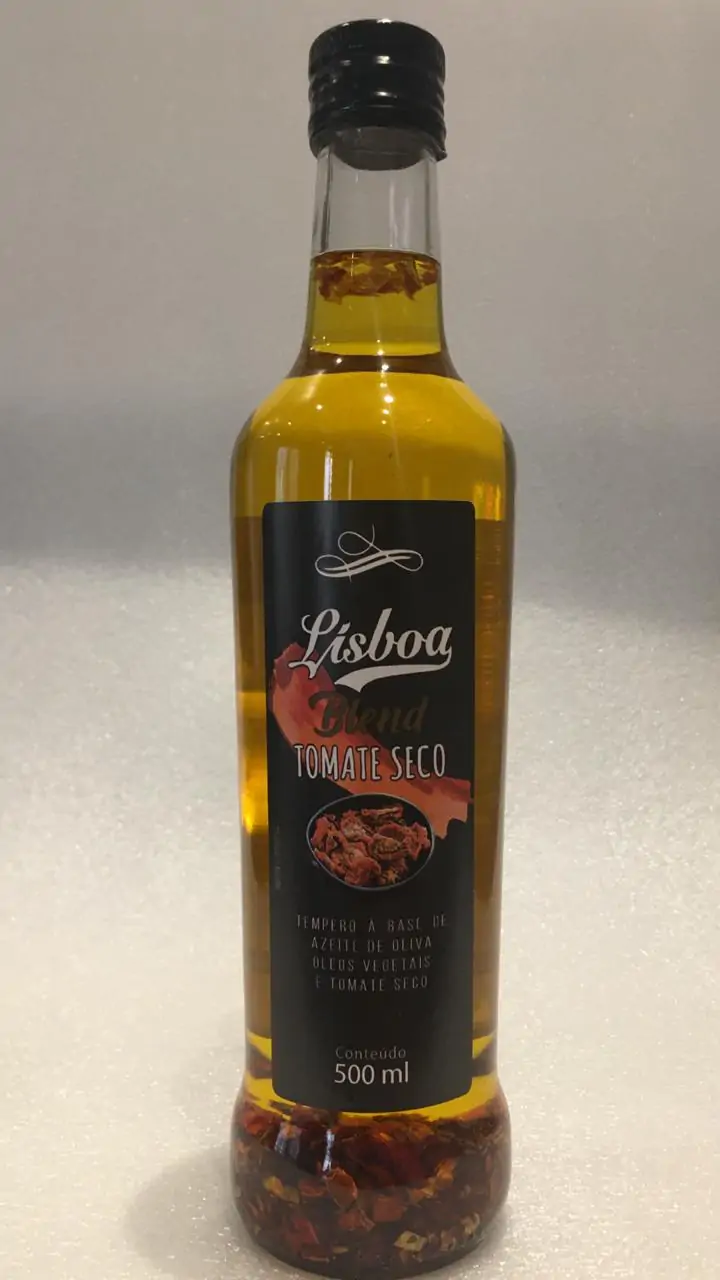 Lisboa
Blend
TOMATE SECO
TEMPERO À BASE DE
AZEITE DE OLIVA
ÓLEOS VEGETAIS
E TOMATE SECO
Conteúdo
500 ml